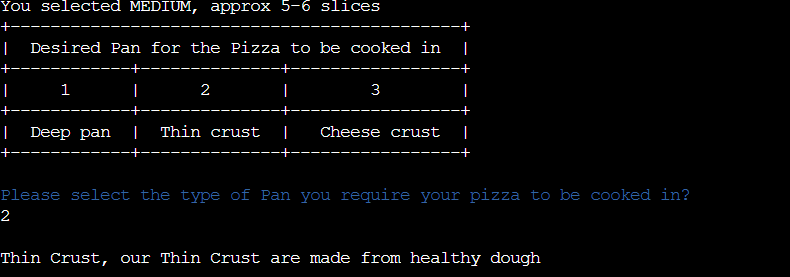 You selected MEDIUM, approx 5-6 slices
+----------------------------------------------+
|  Desired Pan for the Pizza to be cooked in  |
+------------+--------------+------------------+
|     1      |      2       |        3         |
+------------+--------------+------------------+
|  Deep pan  |  Thin crust  |   Cheese crust  |
+------------+--------------+------------------+
Please select the type of Pan you require your pizza to be cooked in?
2
Thin Crust, our Thin Crust are made from healthy dough